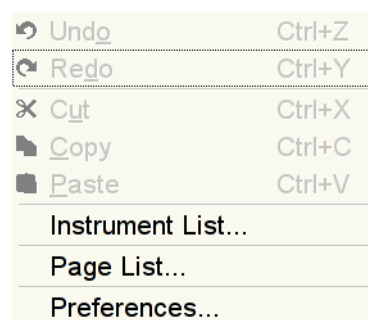 Undo Ctrl+Z
Redo Ctrl+Y
Cut Ctrl+X
Copy Ctrl+C
Paste Ctrl+V
Instrument List...
Page List...
Preferences...